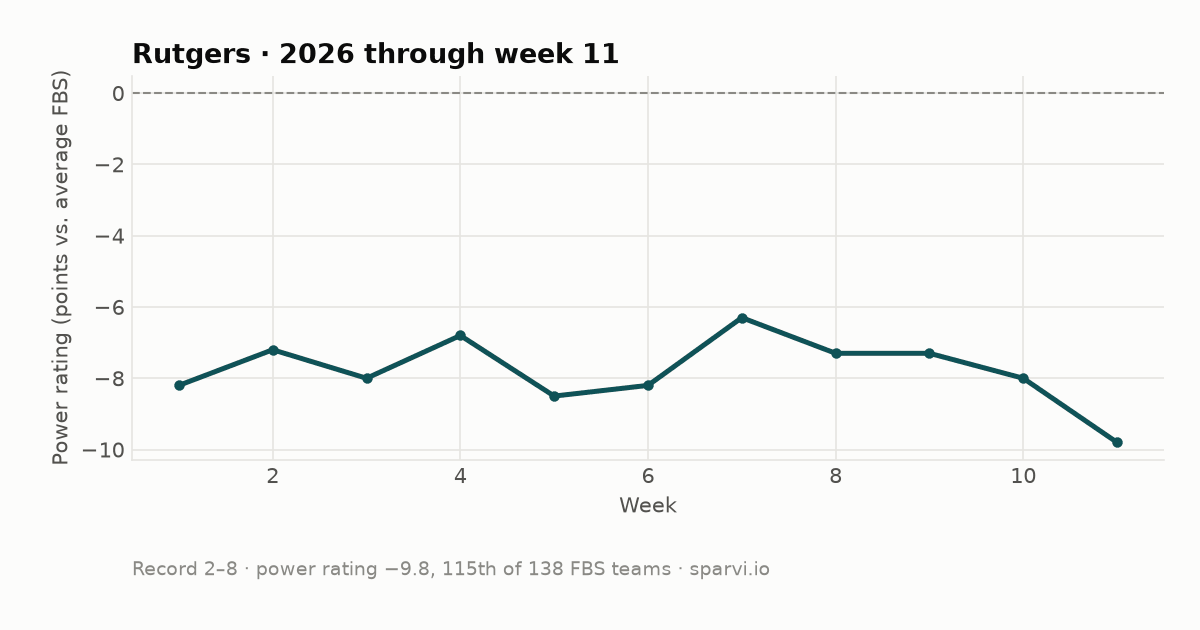 Rutgers · 2026 through week 11
Power rating (points vs. average FBS)
0
−2
−4
−6
−8
−10
2 4 6 8 10
Week
Record 2–8 · power rating −9.8, 115th of 138 FBS teams · sparvi.io